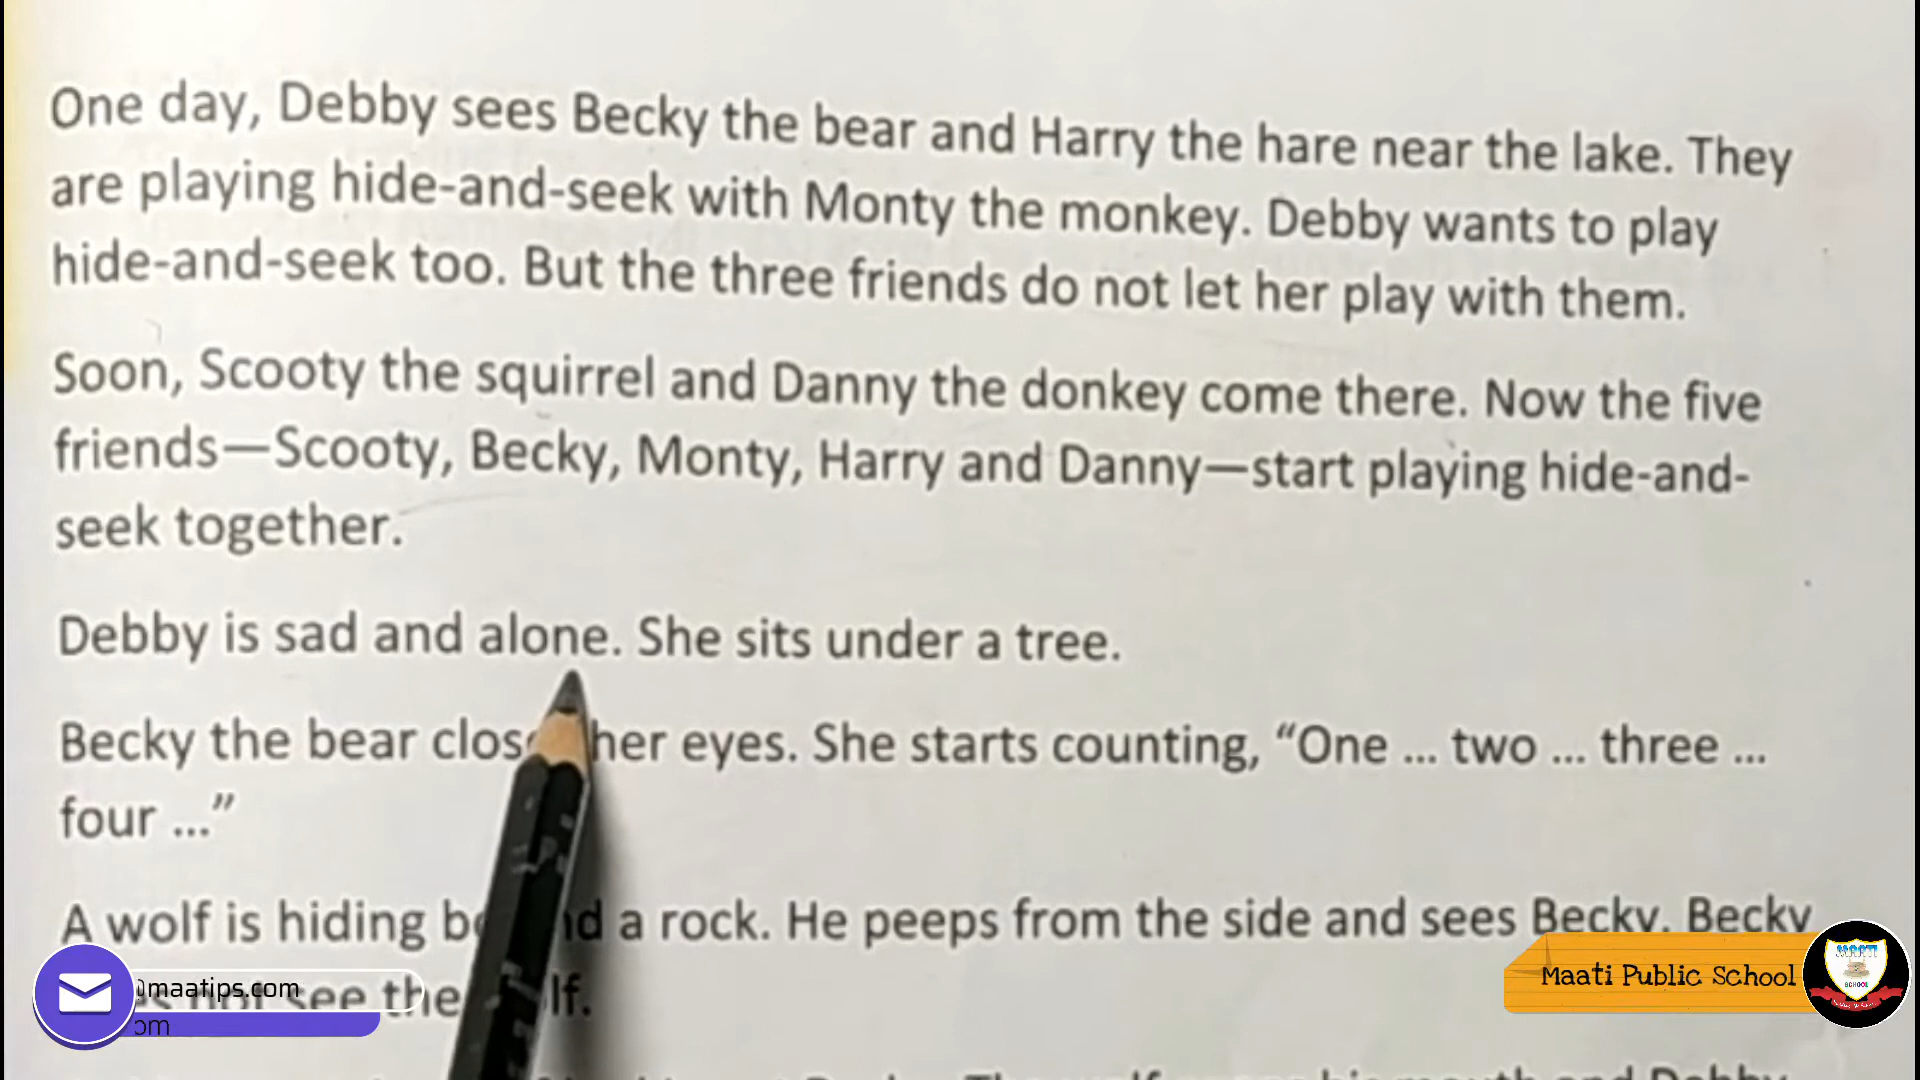 One day, Debby sees Becky the bear and Harry the hare near the lake. They
are playing hide-and-seek with Monty the monkey. Debby wants to play
hide-and-seek too. But the three friends do not let her play with them.
Soon, Scooty the squirrel and Danny the donkey come there. Now the five
friends—Scooty, Becky, Monty, Harry and Danny—start playing hide-and-
seek together.
Debby is sad and alone. She sits under a tree.
Becky the bear her eyes. She starts counting, “One ... two ... three ...
four ...”
A wolf is hiding a rock. He peeps from the side and sees Becky. Becky
not see the
maatips.com
Maati Public School
MAATI
SCHOOL